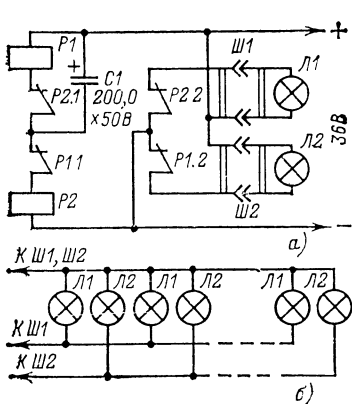 Р1
+
Р2.1
С1
200,0
×50В
Р2 2
Ш1
Л1
+
Р1 1
Р1.2
Л2
36В
Р2
Ш2
а)
−
К Ш1, Ш2
Л1 Л2 Л1 Л2 Л1 Л2
К Ш1
К Ш2
б)